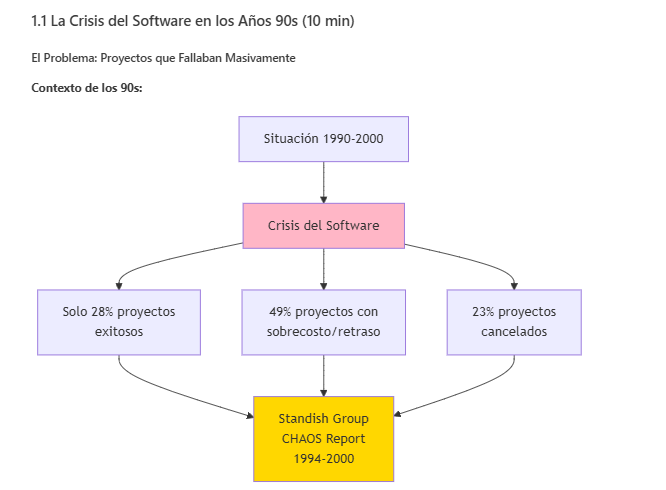 1.1 La Crisis del Software en los Años 90s (10 min)
El Problema: Proyectos que Fallaban Masivamente
Contexto de los 90s:
Situación 1990-2000
Crisis del Software
Solo 28% proyectos
exitosos
49% proyectos con
sobrecosto/retraso
23% proyectos
cancelados
Standish Group
CHAOS Report
1994-2000